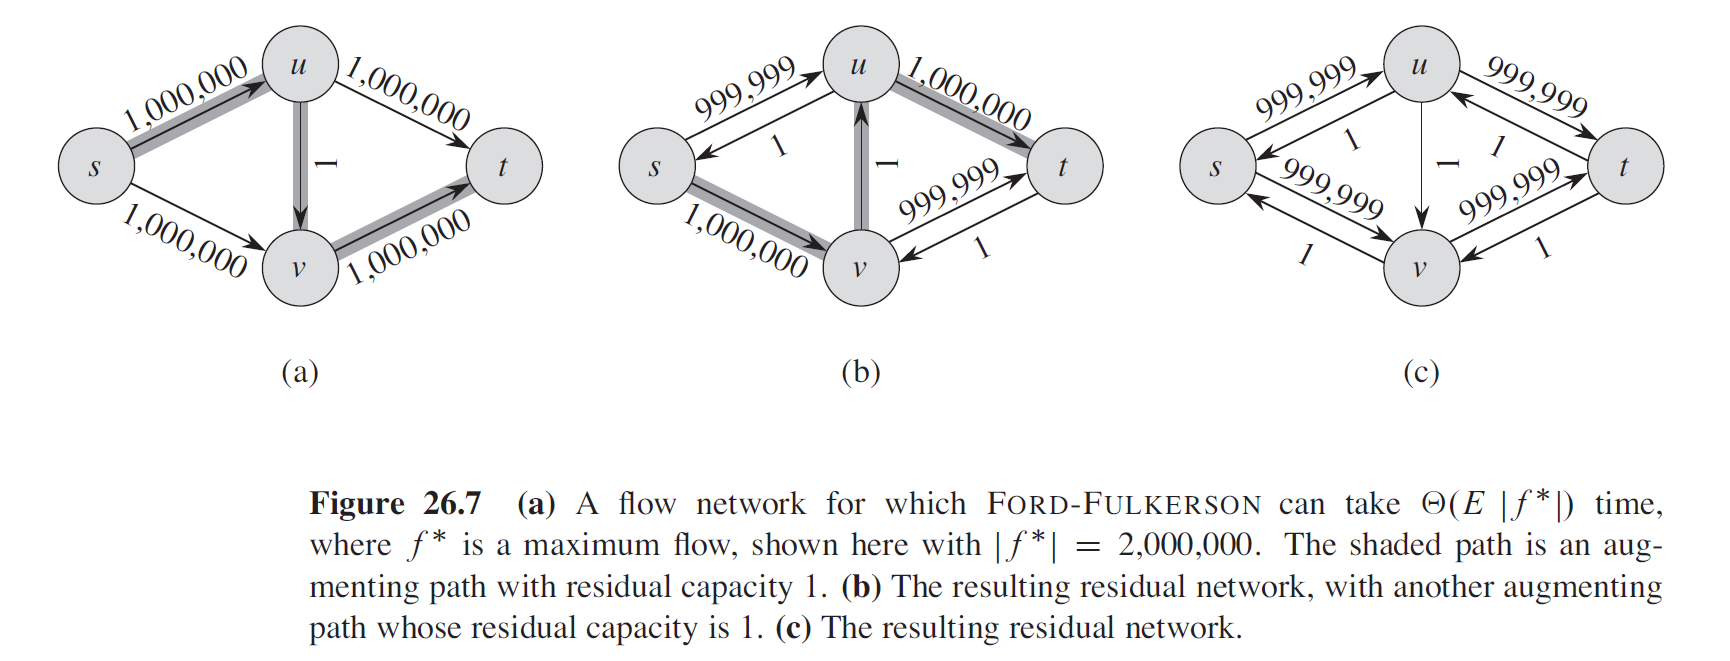 u
1,000,000
1,000,000
s
1
t
1,000,000
v
1,000,000
(a)
u
999,999
1,000,000
1
s
1
t
1,000,000
999,999
v
1
(b)
u
999,999
999,999
1
1
s
1
t
999,999
999,999
1
v
1
(c)
Figure 26.7 (a) A flow network for which FORD-FULKERSON can take Θ(E |f*|) time,
where f* is a maximum flow, shown here with |f*| = 2,000,000. The shaded path is an aug-
menting path with residual capacity 1. (b) The resulting residual network, with another augmenting
path whose residual capacity is 1. (c) The resulting residual network.